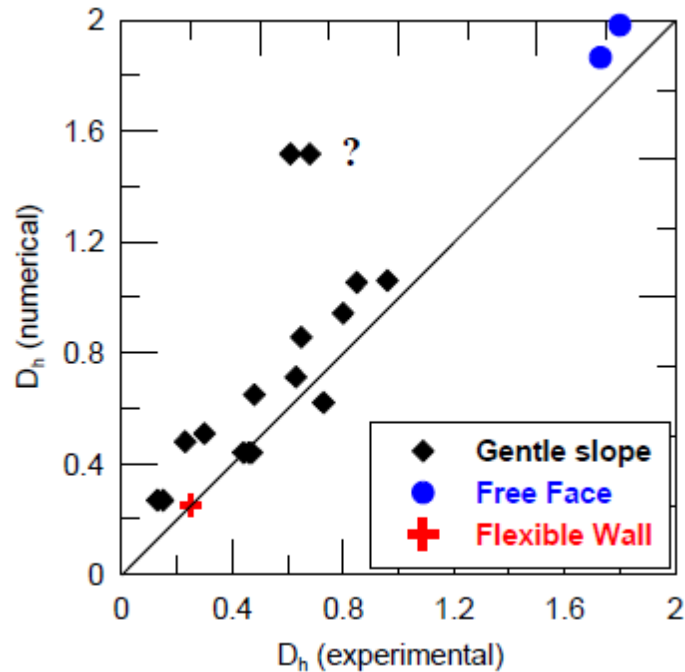 2
1.6
1.2
0.8
0.4
0
D_h (numerical)
?
Gentle slope
Free Face
Flexible Wall
0 0.4 0.8 1.2 1.6 2
D_h (experimental)